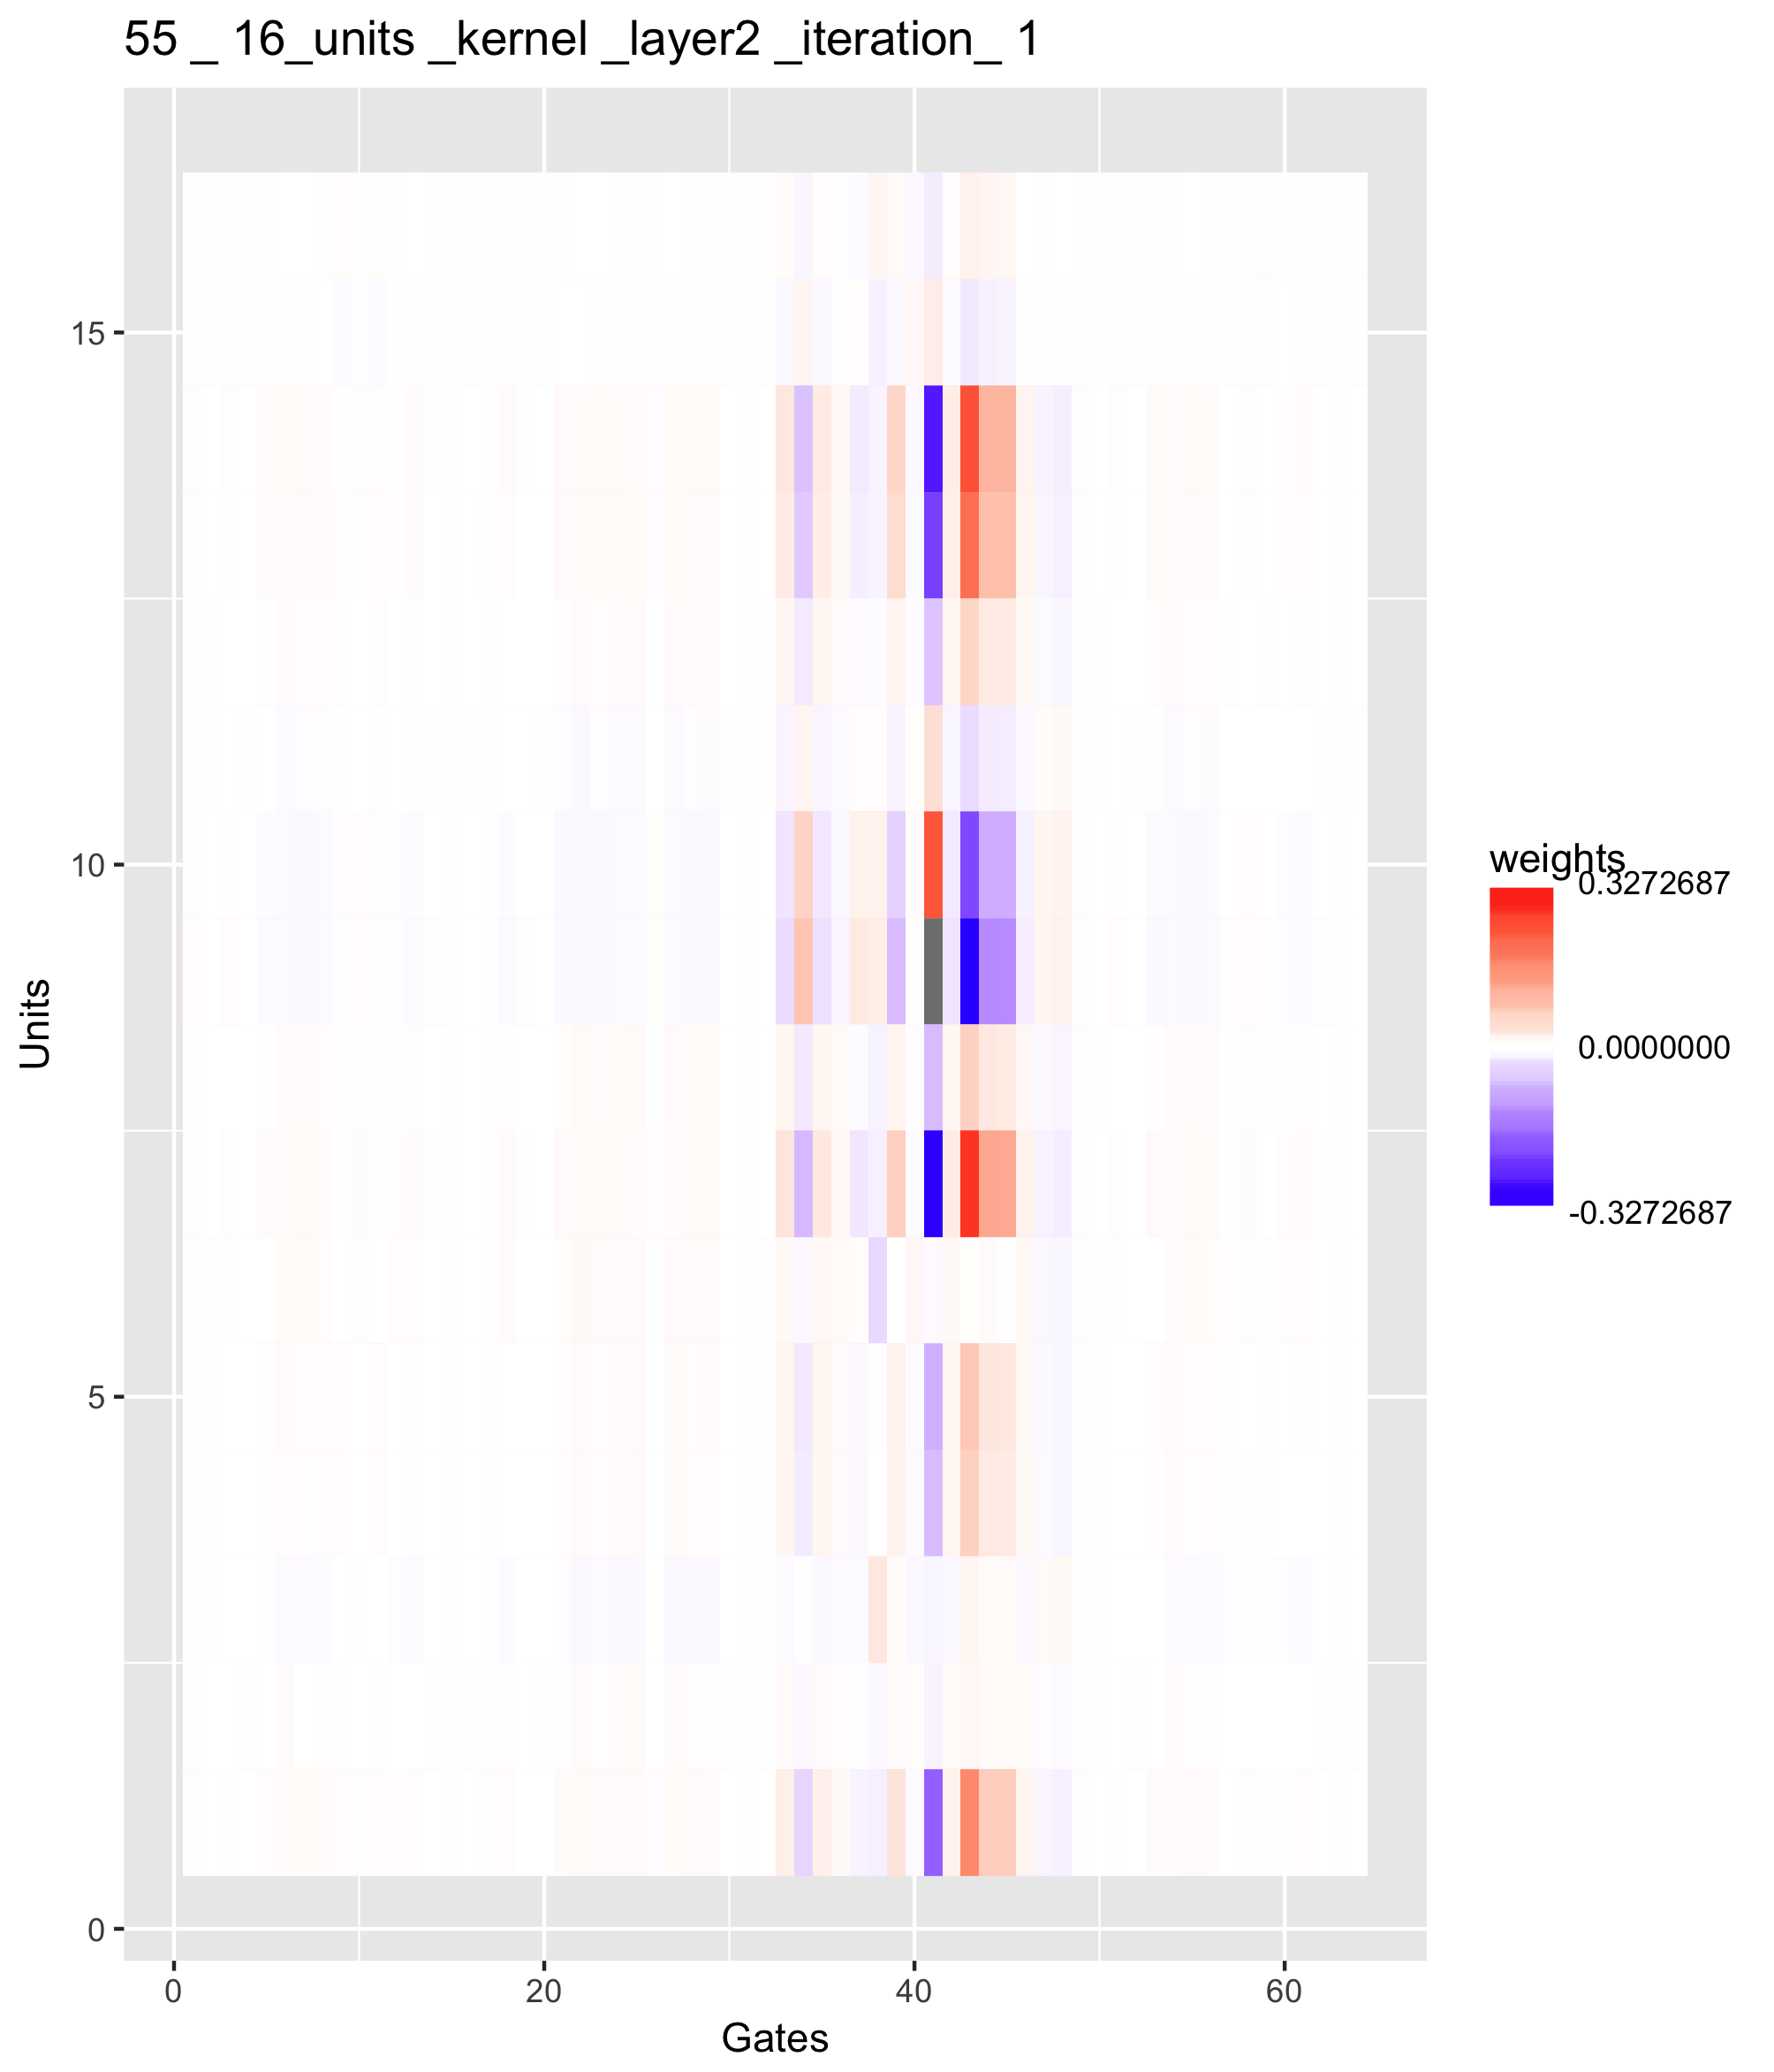 55 _ 16_units _kernel _layer2 _iteration_ 1
Units
15
10
5
0
0 20 40 60
Gates
weights
0.3272687
0.0000000
-0.3272687